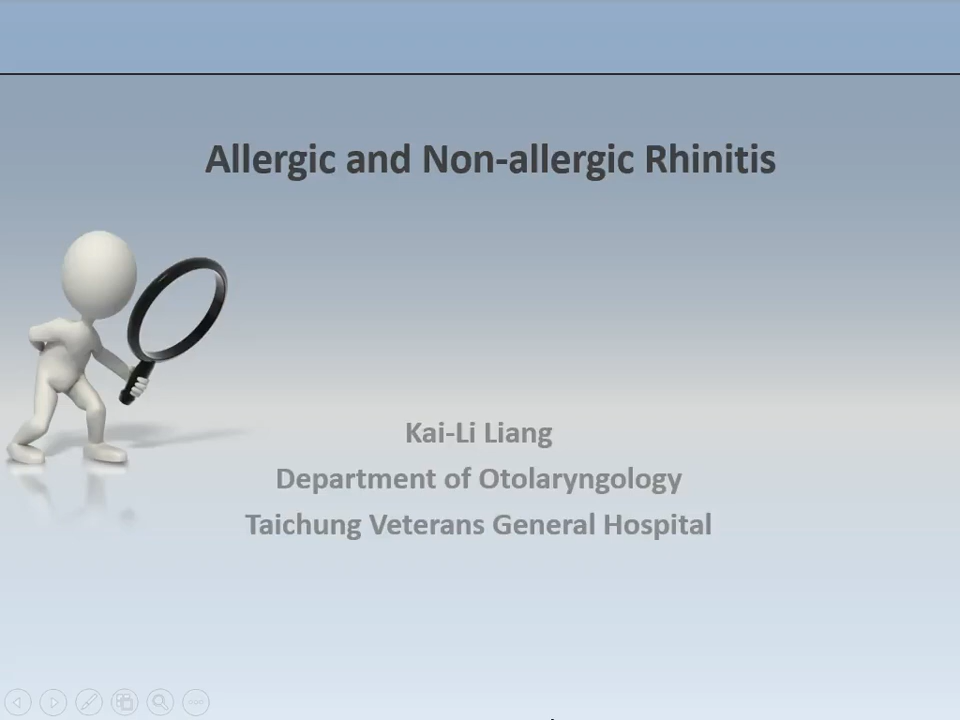 Allergic and Non-allergic Rhinitis
Kai-Li Liang
Department of Otolaryngology
Taichung Veterans General Hospital